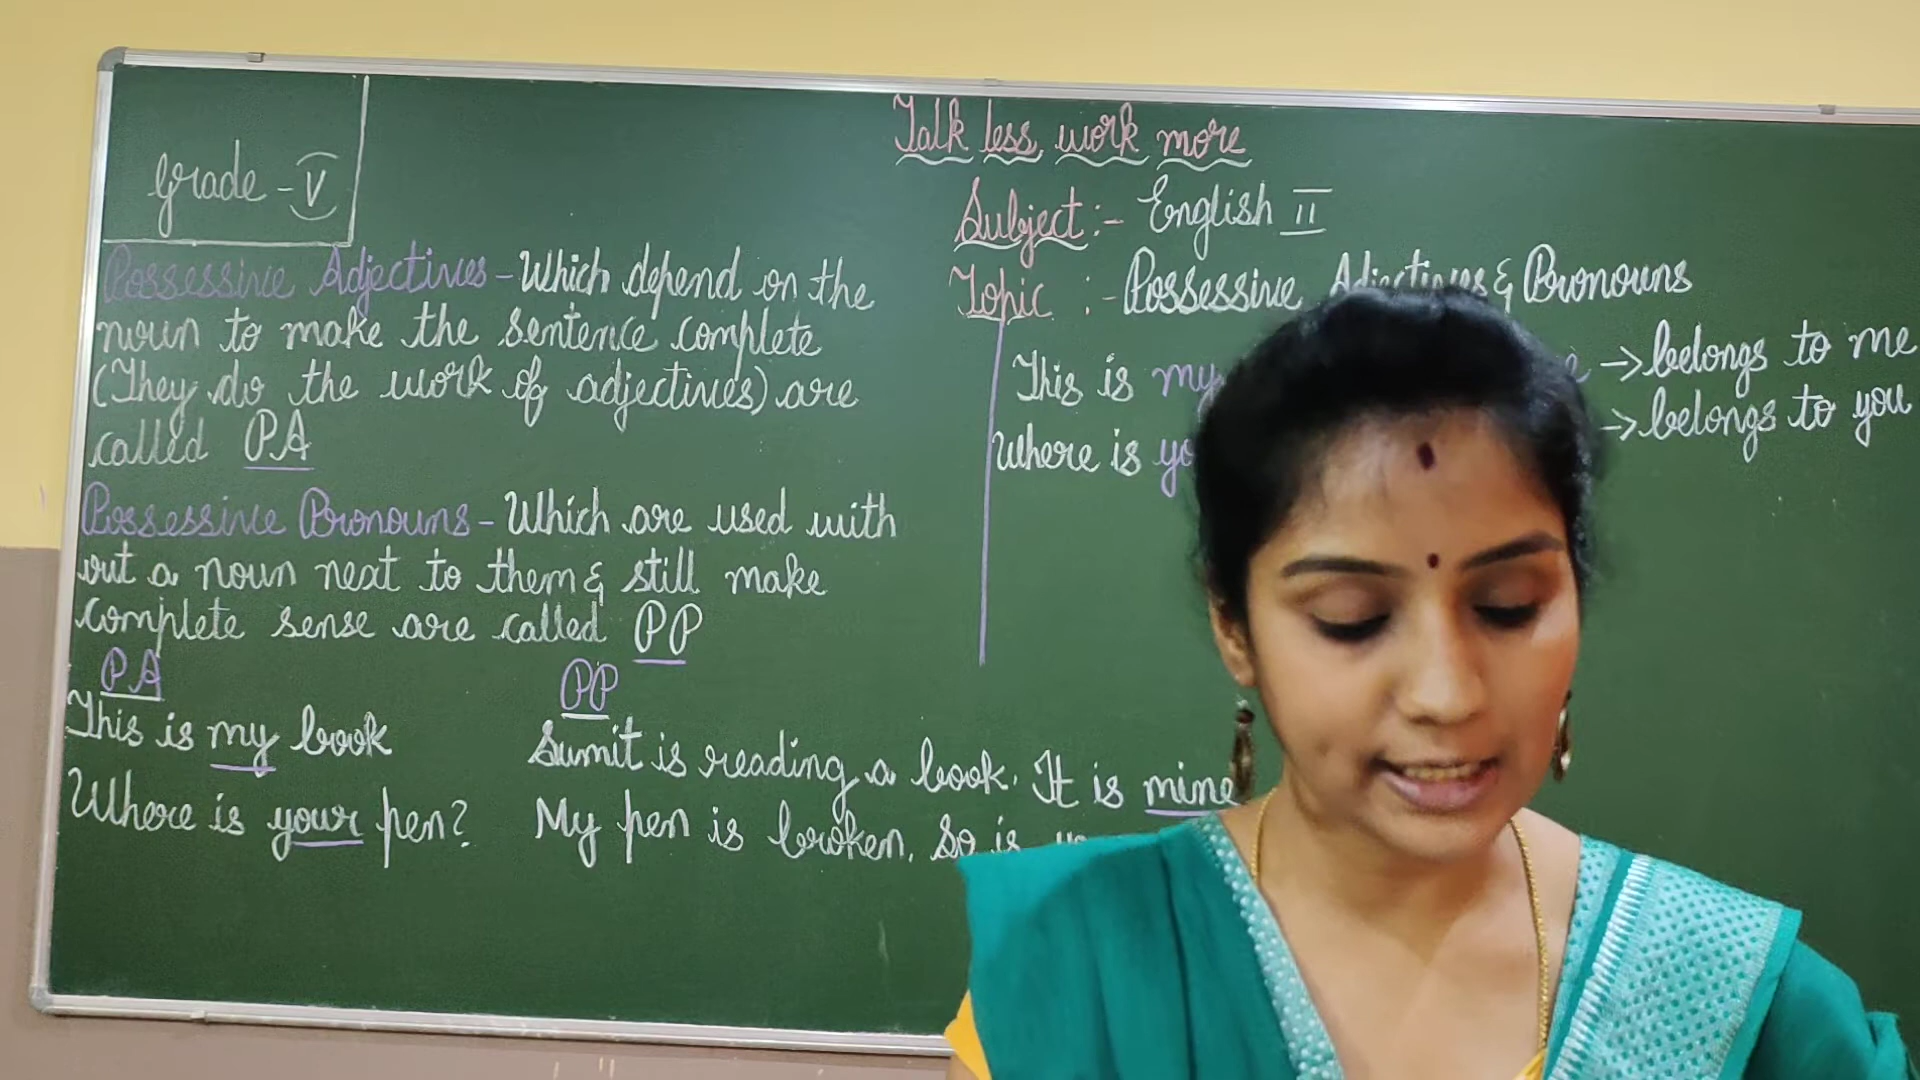 Talk less, work more
Grade - V
Subject :- English II
Topic :- Possessive Adjectives & Pronouns
Possessive Adjectives - Which depend on the
noun to make the sentence complete
(They do the work of adjectives) are
called PA
Possessive Pronouns - Which are used with
out a noun next to them & still make
complete sense are called PP
PA
This is my book
Where is your pen?
PP
Sumit is reading a book. It is mine
My pen is broken. So is
This is my → belongs to me
Where is → belongs to you